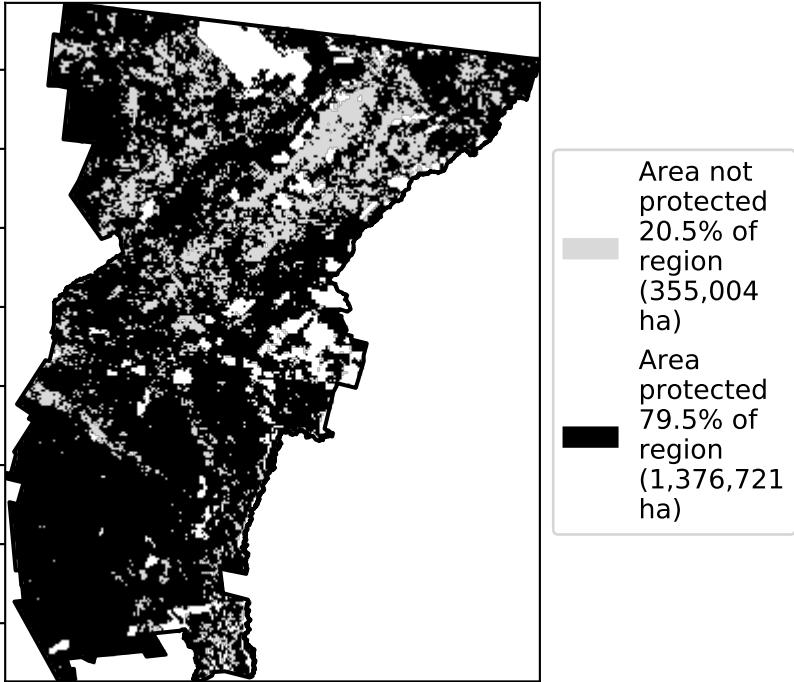 Area not
protected
20.5% of
region
(355,004
ha)
Area
protected
79.5% of
region
(1,376,721
ha)